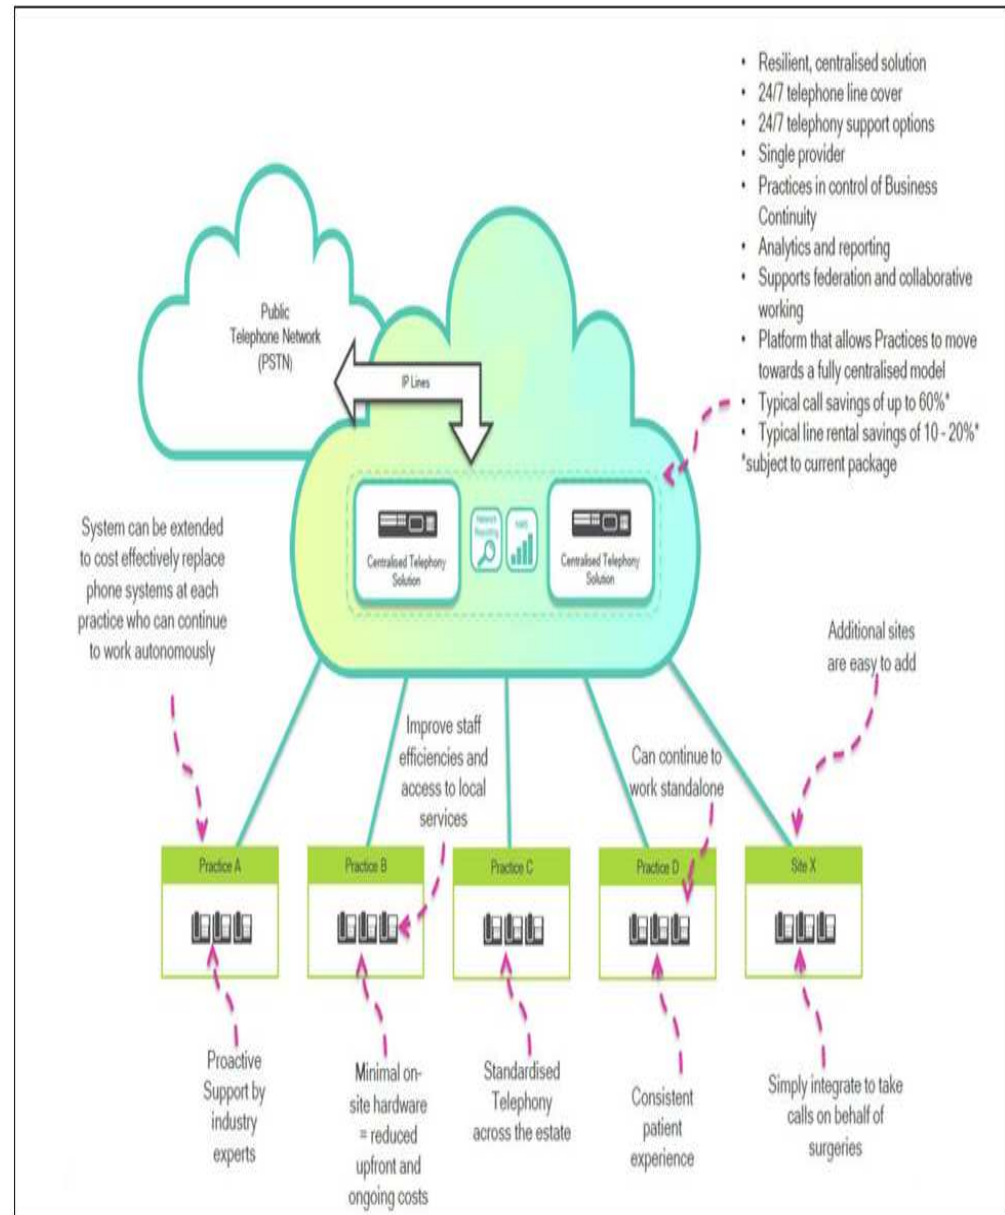 • Resilient, centralised solution
• 24/7 telephone line cover
• 24/7 telephony support options
• Single provider
• Practices in control of Business
Continuity
• Analytics and reporting
• Supports federation and collaborative
working
• Platform that allows Practices to move
towards a fully centralised model
• Typical call savings of up to 60%*
• Typical line rental savings of 10 - 20%*
*subject to current package
Public
Telephone Network
(PSTN)
IP Lines
Centralised Telephony
Solution
Network
Reporting
Centralised Telephony
Solution
System can be extended
to cost effectively replace
phone systems at each
practice who can continue
to work autonomously
Improve staff
efficiencies and
access to local
services
Can continue to
work standalone
Additional sites
are easy to add
Practice A
Practice B
Practice C
Practice D
Site X
Proactive
Support by
industry
experts
Minimal on-
site hardware
= reduced
upfront and
ongoing costs
Standardised
Telephony
across the estate
Consistent
patient
experience
Simply integrate to take
calls on behalf of
surgeries